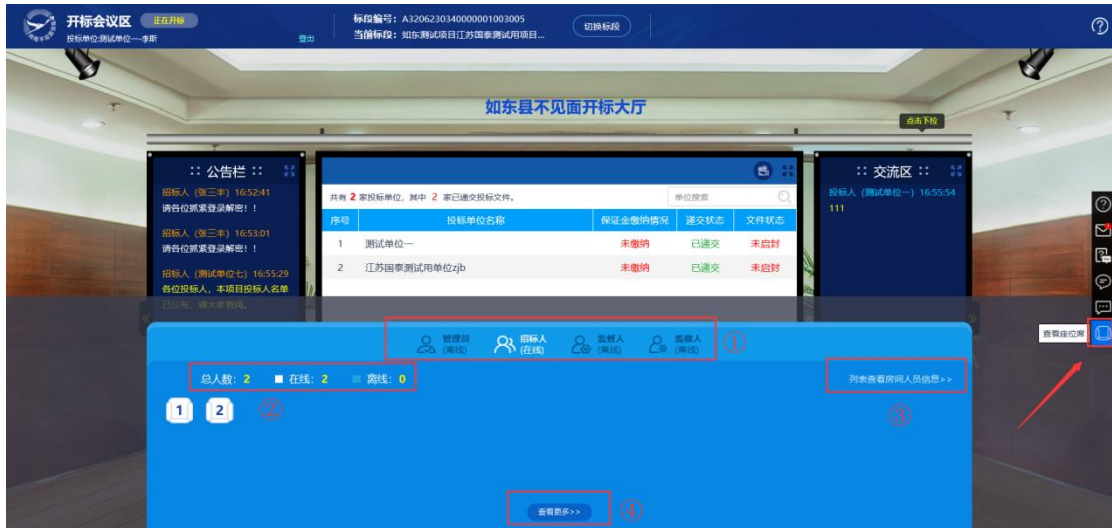 开标会议区 正在开标
投标单位:测试单位一-李斯
登出
标段编号：A3206230340000001003005
当前标段：如东测试项目江苏国泰测试用项目...
切换标段
如东县不见面开标大厅
点击下拉
:: 公告栏 ::
招标人（张三丰）16:52:41
请各位抓紧登录解密！！
招标人（张三丰）16:53:01
请各位抓紧登录解密！！
招标人（测试单位七）16:55:29
各位投标人，本项目投标人名单
已公布，请大家查阅。
共有 2 家投标单位，其中 2 家已递交投标文件。
单位搜索
序号 投标单位名称 保证金缴纳情况 递交状态 文件状态
1 测试单位一 未缴纳 已递交 未启封
2 江苏国泰测试用单位zjb 未缴纳 已递交 未启封
:: 交流区 ::
投标人（测试单位一）16:55:54
111
查看座位席
管理员 (离线)
招标人 (在线)
监督人 (离线)
监察人 (离线)
①
总人数：2 在线：2 离线：0
②
1 2
列表查看房间人员信息>>
③
查看更多>>
④